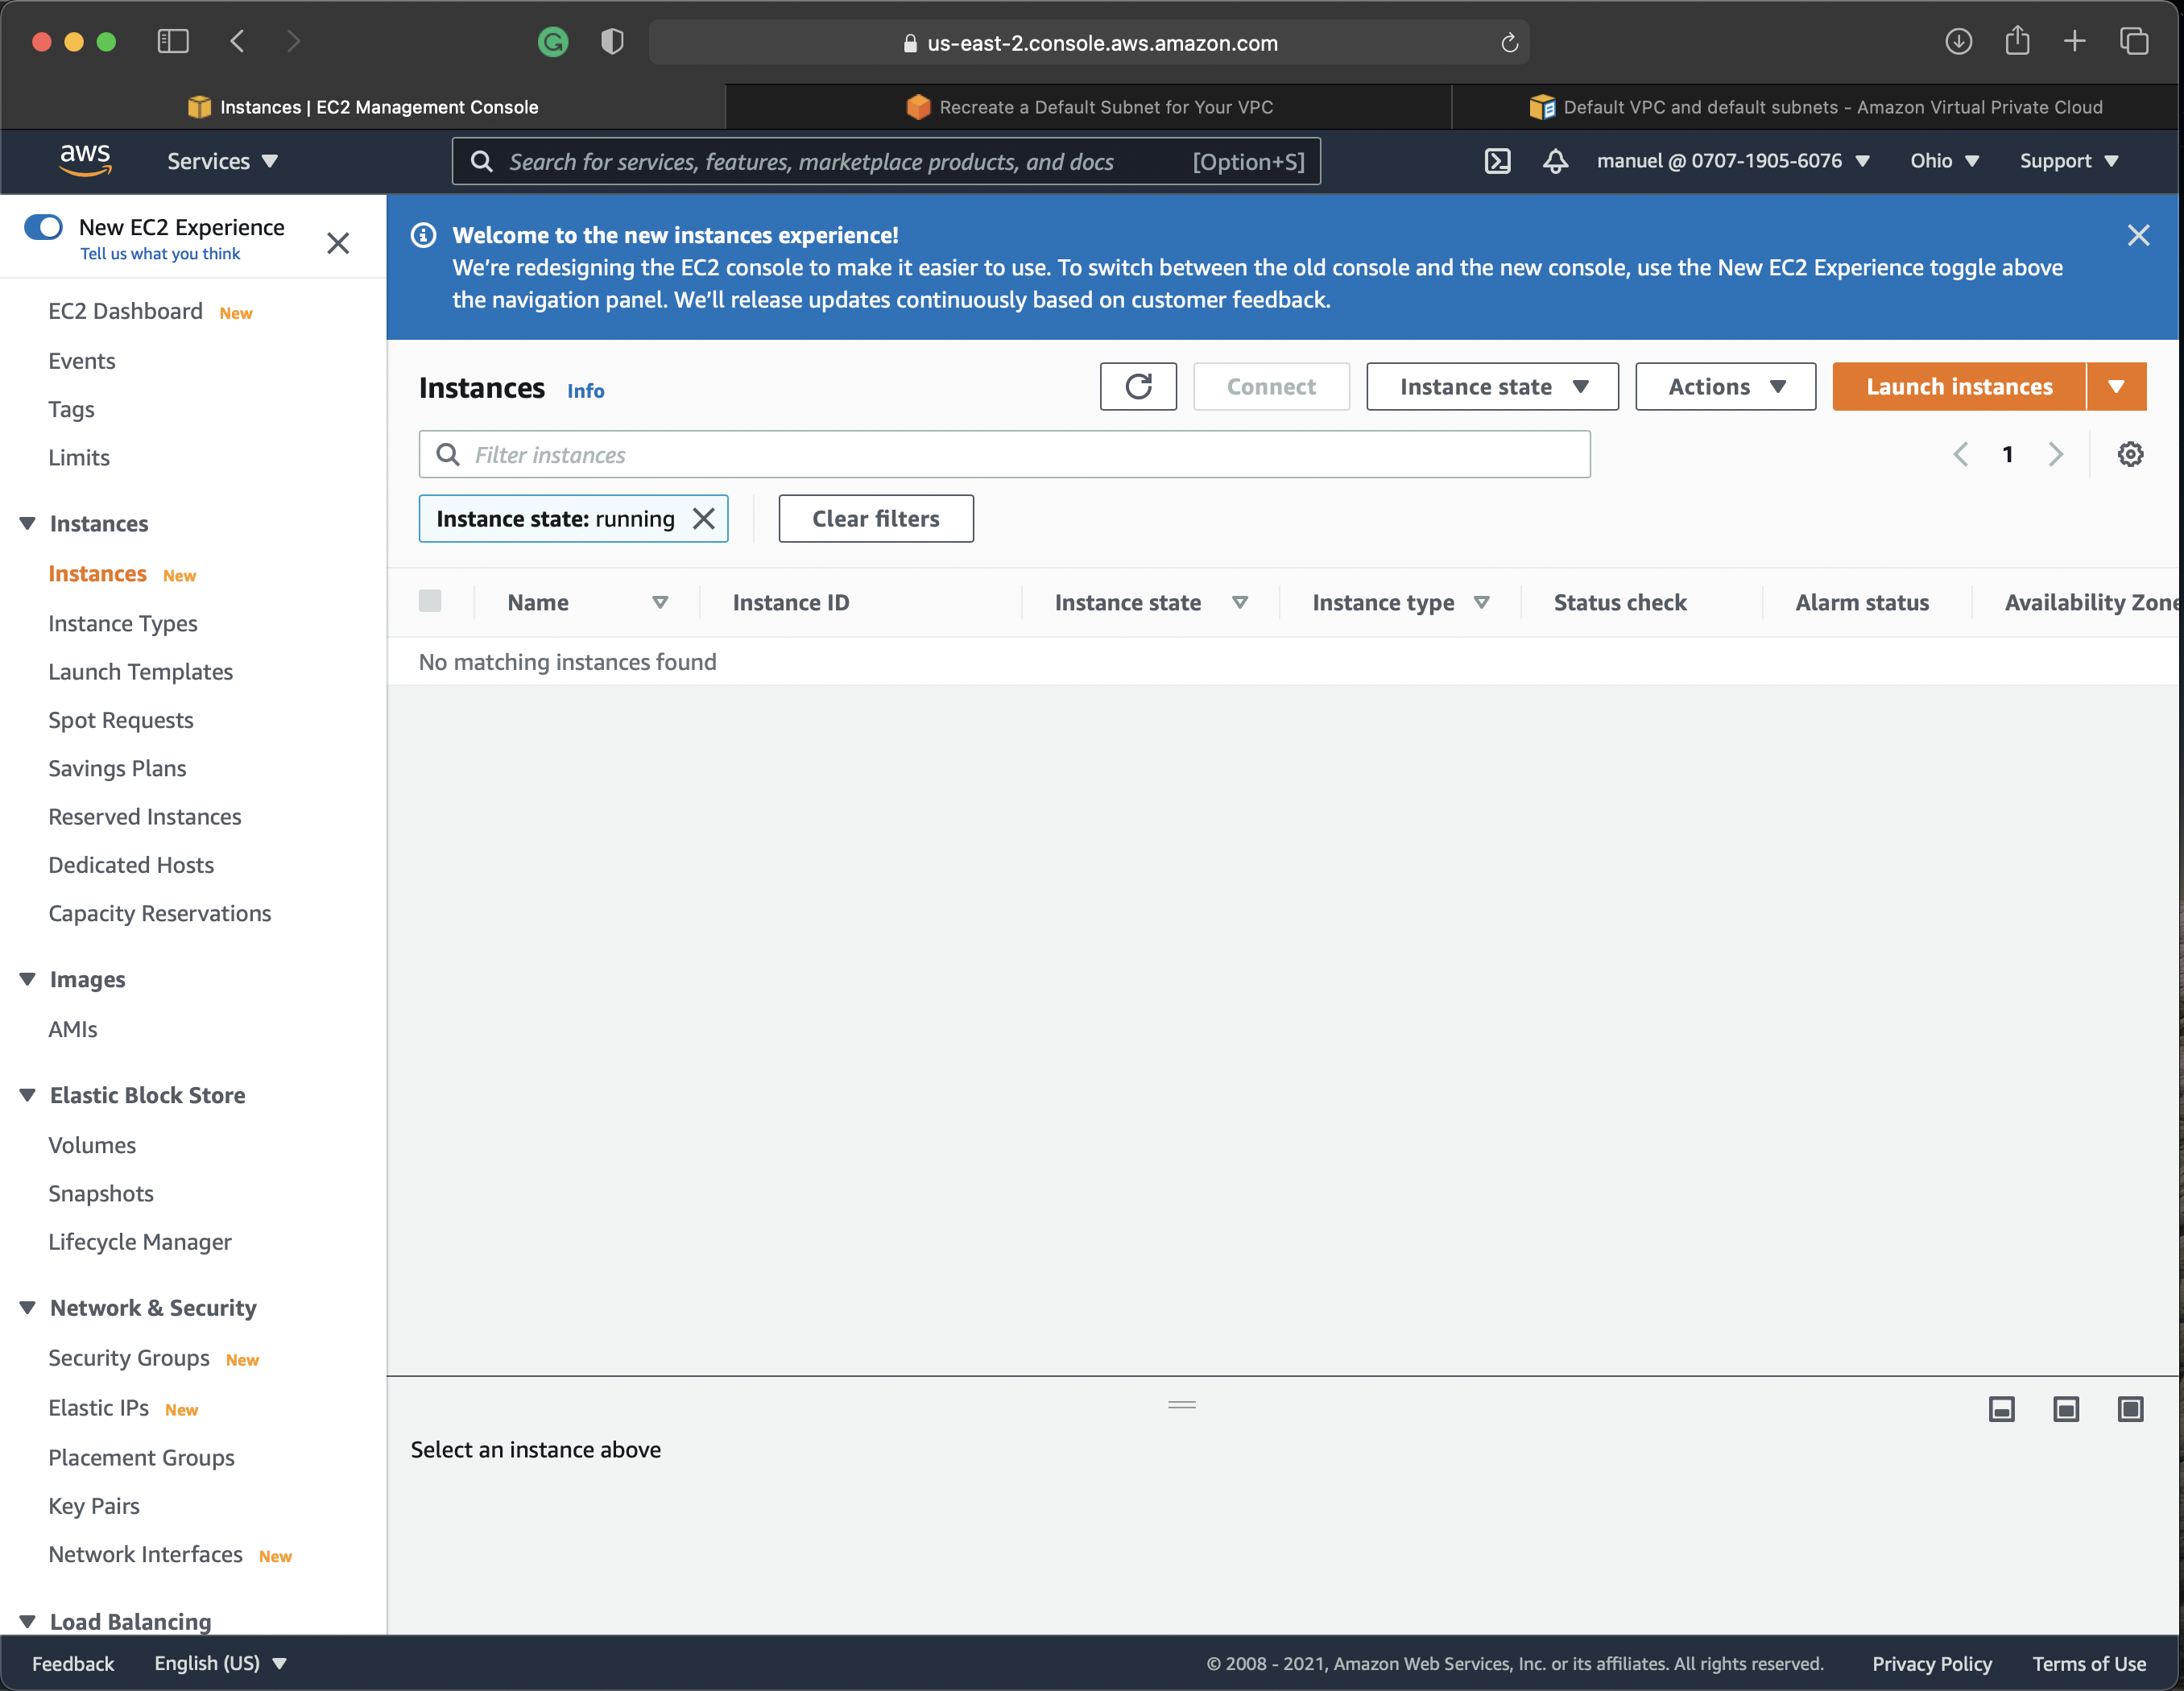 us-east-2.console.aws.amazon.com
Instances | EC2 Management Console
Recreate a Default Subnet for Your VPC
Default VPC and default subnets - Amazon Virtual Private Cloud
aws
Services
Search for services, features, marketplace products, and docs [Option+S]
manuel @ 0707-1905-6076
Ohio
Support
New EC2 Experience
Tell us what you think
EC2 Dashboard New
Events
Tags
Limits
Instances
Instances New
Instance Types
Launch Templates
Spot Requests
Savings Plans
Reserved Instances
Dedicated Hosts
Capacity Reservations
Images
AMIs
Elastic Block Store
Volumes
Snapshots
Lifecycle Manager
Network & Security
Security Groups New
Elastic IPs New
Placement Groups
Key Pairs
Network Interfaces New
Load Balancing
Welcome to the new instances experience!
We're redesigning the EC2 console to make it easier to use. To switch between the old console and the new console, use the New EC2 Experience toggle above
the navigation panel. We'll release updates continuously based on customer feedback.
Instances Info
Connect
Instance state
Actions
Launch instances
Filter instances
1
Instance state: running
Clear filters
Name Instance ID Instance state Instance type Status check Alarm status Availability Zone
No matching instances found
Select an instance above
Feedback
English (US)
© 2008 - 2021, Amazon Web Services, Inc. or its affiliates. All rights reserved.
Privacy Policy
Terms of Use